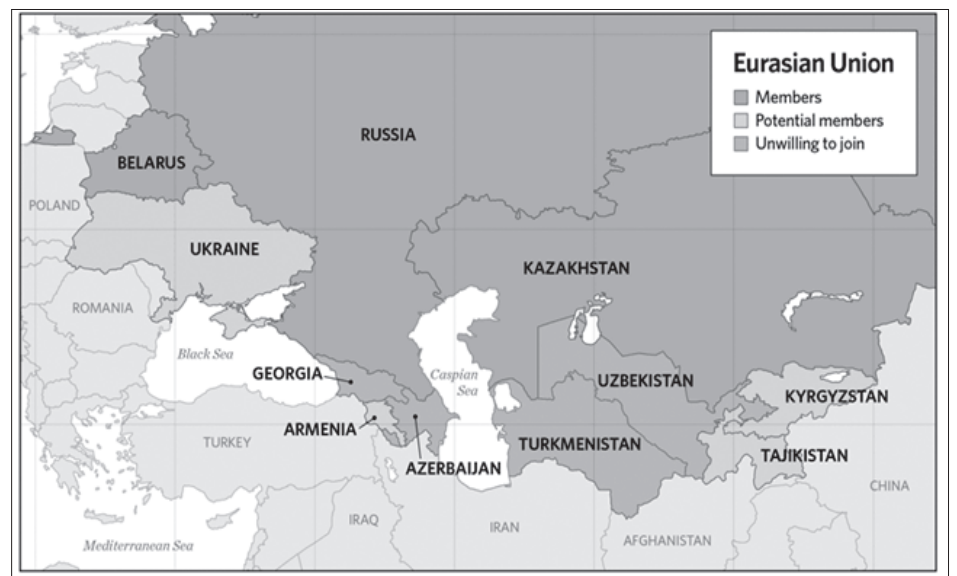 Eurasian Union
Members
Potential members
Unwilling to join
RUSSIA
BELARUS
POLAND
UKRAINE
KAZAKHSTAN
ROMANIA
Black Sea
Caspian
Sea
GEORGIA
UZBEKISTAN
KYRGYZSTAN
ARMENIA
TURKEY
TURKMENISTAN
TAJIKISTAN
AZERBAIJAN
CHINA
IRAQ
IRAN
AFGHANISTAN
Mediterranean Sea